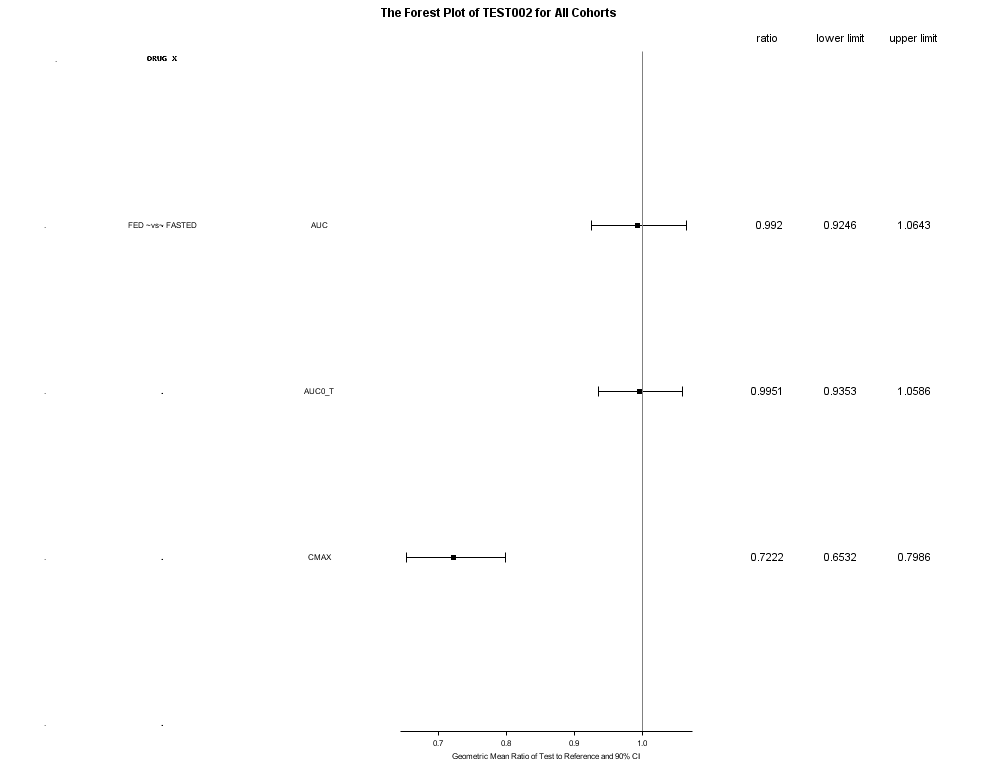 The Forest Plot of TEST002 for All Cohorts
ratio lower limit upper limit
. DRUG X
. FED ~vs~ FASTED AUC 0.992 0.9246 1.0643
. . AUC0_T 0.9951 0.9353 1.0586
. . CMAX 0.7222 0.6532 0.7986
. .
0.7 0.8 0.9 1.0
Geometric Mean Ratio of Test to Reference and 90% CI